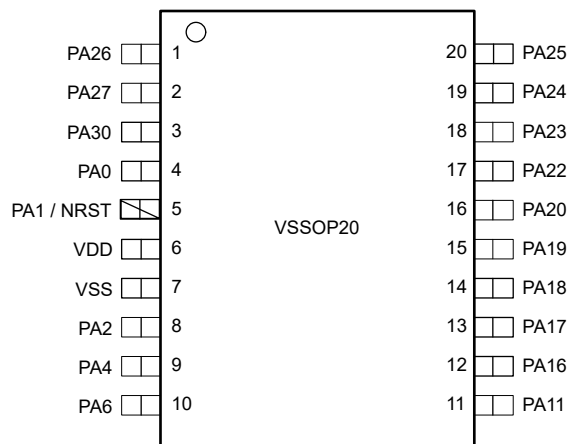 PA26 1 20 PA25
PA27 2 19 PA24
PA30 3 18 PA23
PA0 4 17 PA22
PA1 / NRST 5 16 PA20
VSSOP20
VDD 6 15 PA19
VSS 7 14 PA18
PA2 8 13 PA17
PA4 9 12 PA16
PA6 10 11 PA11